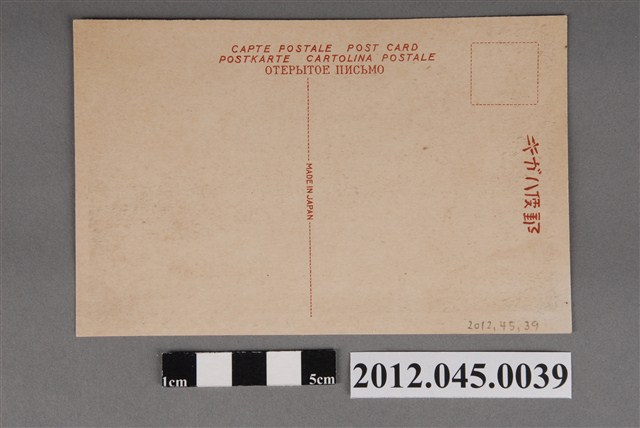 CAPTE POSTALE POST CARD
POSTKARTE CARTOLINA POSTALE
ОТЕРЫТОЕ ПИСЬМО
MADE IN JAPAN
郵便ハガキ
2012,45,39
1cm
5cm
2012.045.0039